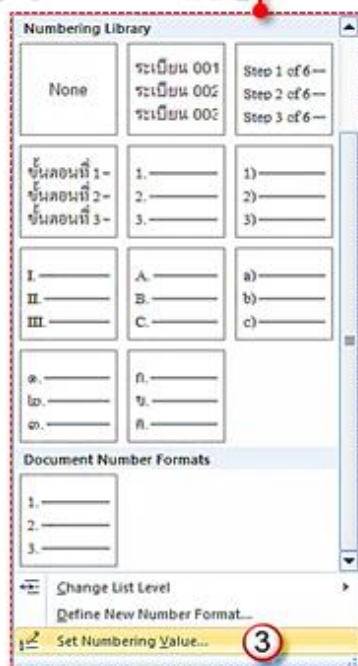 Numbering Library
None
ระเบียน 001
ระเบียน 002
ระเบียน 003
Step 1 of 6
Step 2 of 6
Step 3 of 6
ขั้นตอนที่ 1
ขั้นตอนที่ 2
ขั้นตอนที่ 3
1.
2.
3.
1)
2)
3)
I.
II.
III.
A.
B.
C.
a)
b)
c)
๑.
๒.
๓.
ก.
ข.
ค.
Document Number Formats
1.
2.
3.
Change List Level
Define New Number Format...
Set Numbering Value...
3